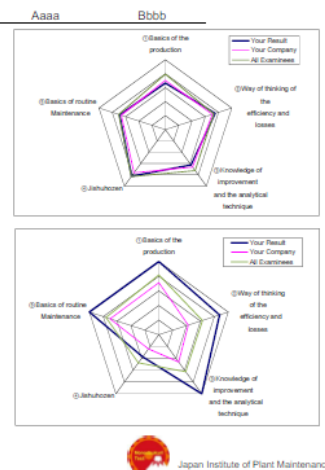 Aaaa Bbbb
①Basics of the
production
Your Result
Your Company
All Examinees
②Way of thinking of
the
efficiency and
losses
⑤Basics of routine
Maintenance
③Knowledge of
improvement
and the analytical
technique
④Jishuhozen
①Basics of the
production
Your Result
Your Company
All Examinees
②Way of thinking
of the
efficiency and
losses
⑤Basics of routine
Maintenance
③Knowledge of
improvement
and the analytical
technique
④Jishuhozen
Japan Institute of Plant Maintenanc